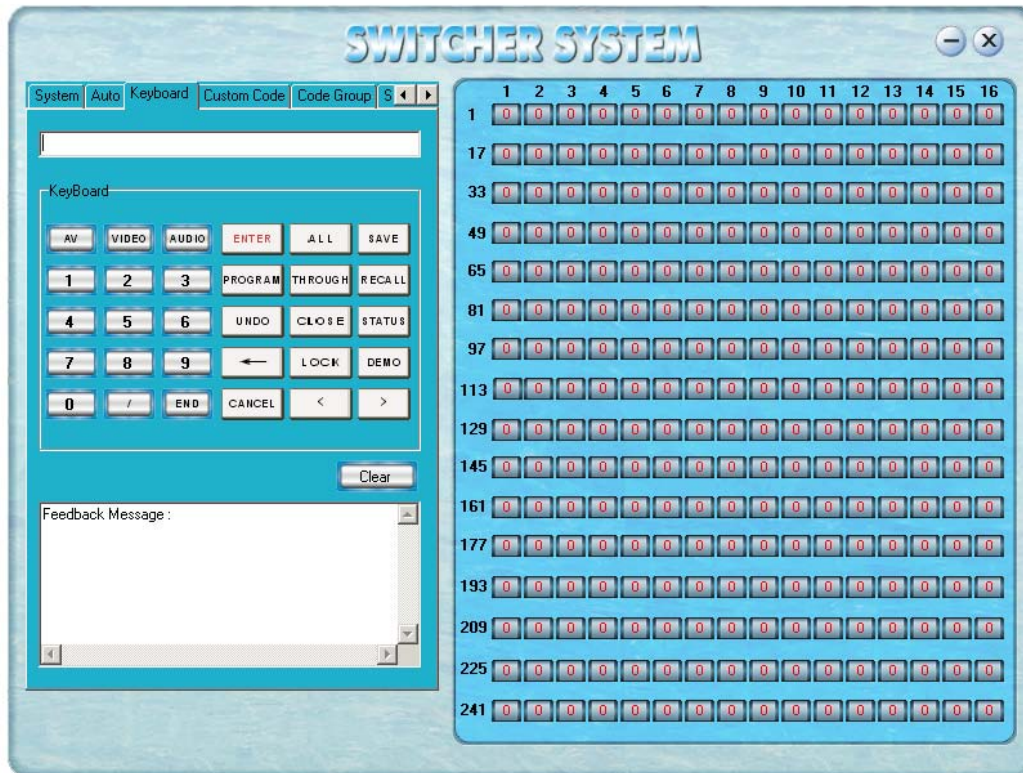 SWITCHER SYSTEM
System Auto Keyboard Custom Code Code Group S
KeyBoard
AV VIDEO AUDIO ENTER ALL SAVE
1 2 3 PROGRAM THROUGH RECALL
4 5 6 UNDO CLOSE STATUS
7 8 9 ← LOCK DEMO
0 / END CANCEL < >
Clear
Feedback Message :
1 2 3 4 5 6 7 8 9 10 11 12 13 14 15 16
1 0 0 0 0 0 0 0 0 0 0 0 0 0 0 0 0
17 0 0 0 0 0 0 0 0 0 0 0 0 0 0 0 0
33 0 0 0 0 0 0 0 0 0 0 0 0 0 0 0 0
49 0 0 0 0 0 0 0 0 0 0 0 0 0 0 0 0
65 0 0 0 0 0 0 0 0 0 0 0 0 0 0 0 0
81 0 0 0 0 0 0 0 0 0 0 0 0 0 0 0 0
97 0 0 0 0 0 0 0 0 0 0 0 0 0 0 0 0
113 0 0 0 0 0 0 0 0 0 0 0 0 0 0 0 0
129 0 0 0 0 0 0 0 0 0 0 0 0 0 0 0 0
145 0 0 0 0 0 0 0 0 0 0 0 0 0 0 0 0
161 0 0 0 0 0 0 0 0 0 0 0 0 0 0 0 0
177 0 0 0 0 0 0 0 0 0 0 0 0 0 0 0 0
193 0 0 0 0 0 0 0 0 0 0 0 0 0 0 0 0
209 0 0 0 0 0 0 0 0 0 0 0 0 0 0 0 0
225 0 0 0 0 0 0 0 0 0 0 0 0 0 0 0 0
241 0 0 0 0 0 0 0 0 0 0 0 0 0 0 0 0